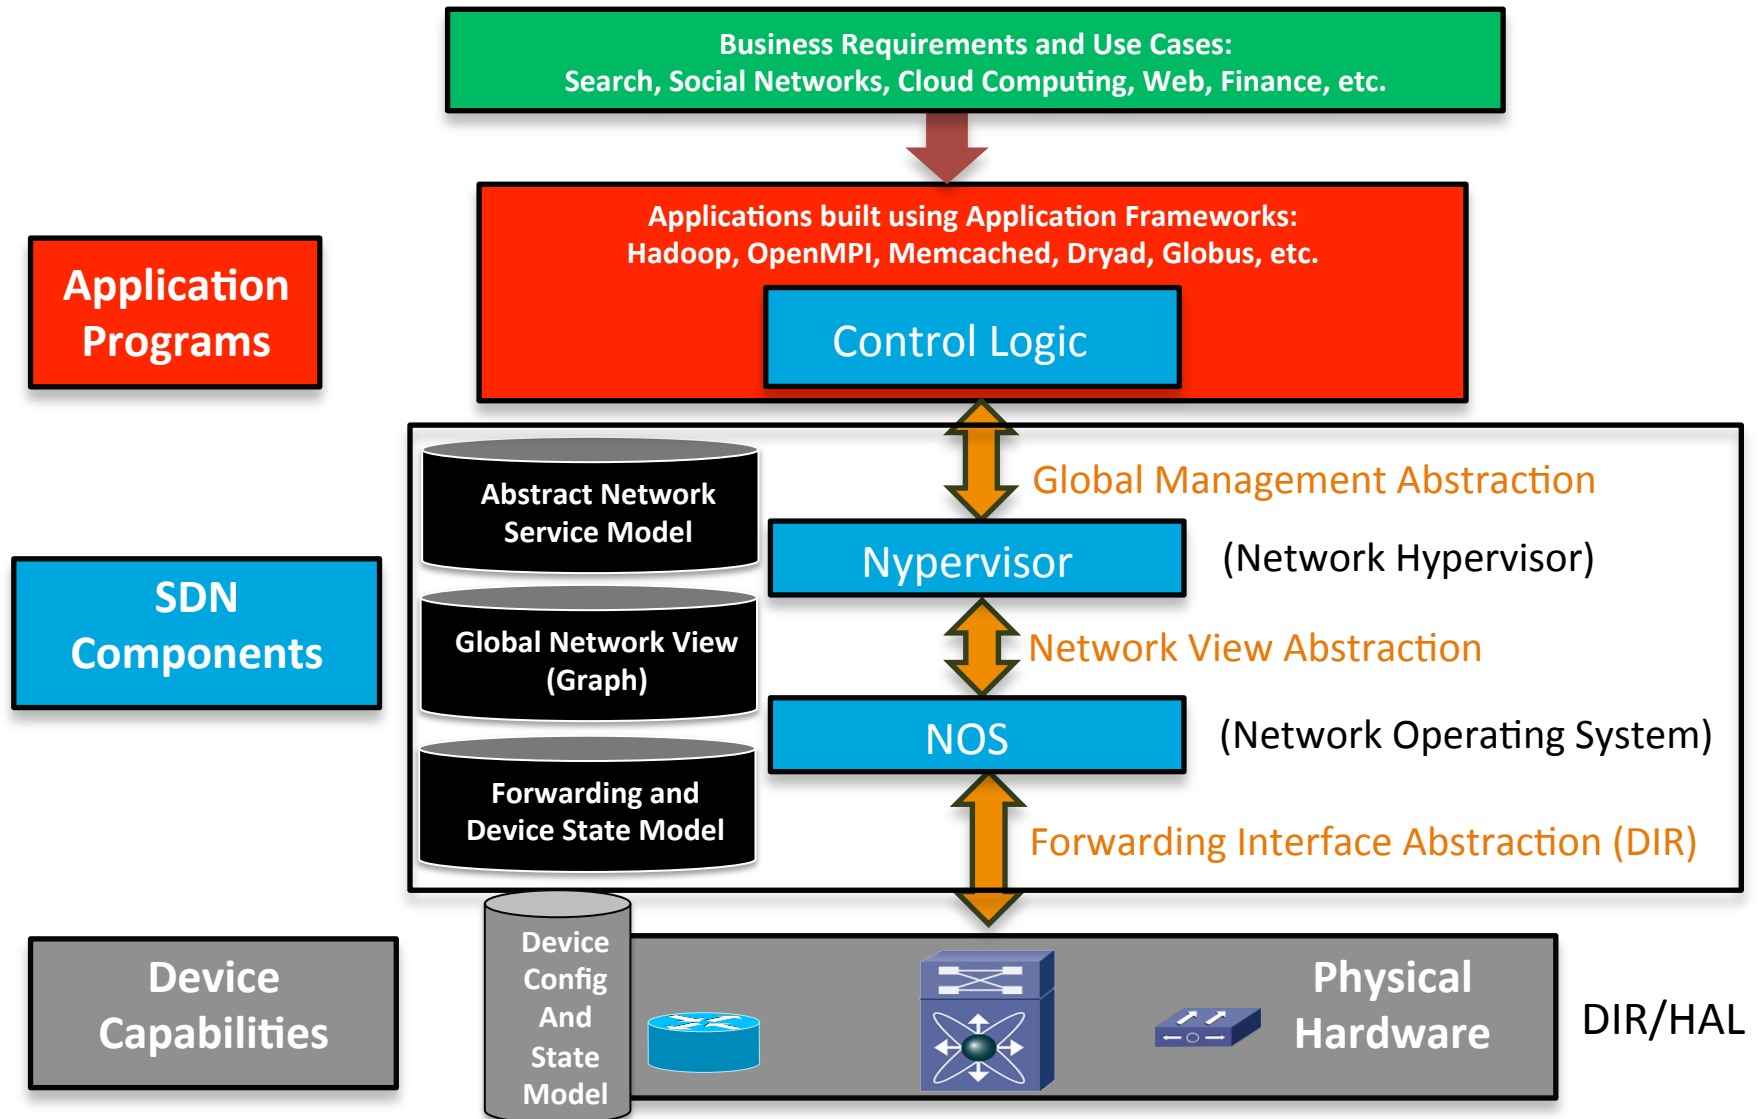 Business Requirements and Use Cases:
Search, Social Networks, Cloud Computing, Web, Finance, etc.
Applications built using Application Frameworks:
Hadoop, OpenMPI, Memcached, Dryad, Globus, etc.
Application
Programs
Control Logic
Abstract Network
Service Model
Global Management Abstraction
Nypervisor
(Network Hypervisor)
SDN
Components
Global Network View
(Graph)
Network View Abstraction
NOS
(Network Operating System)
Forwarding and
Device State Model
Forwarding Interface Abstraction (DIR)
Device
Capabilities
Device
Config
And
State
Model
Physical
Hardware
DIR/HAL